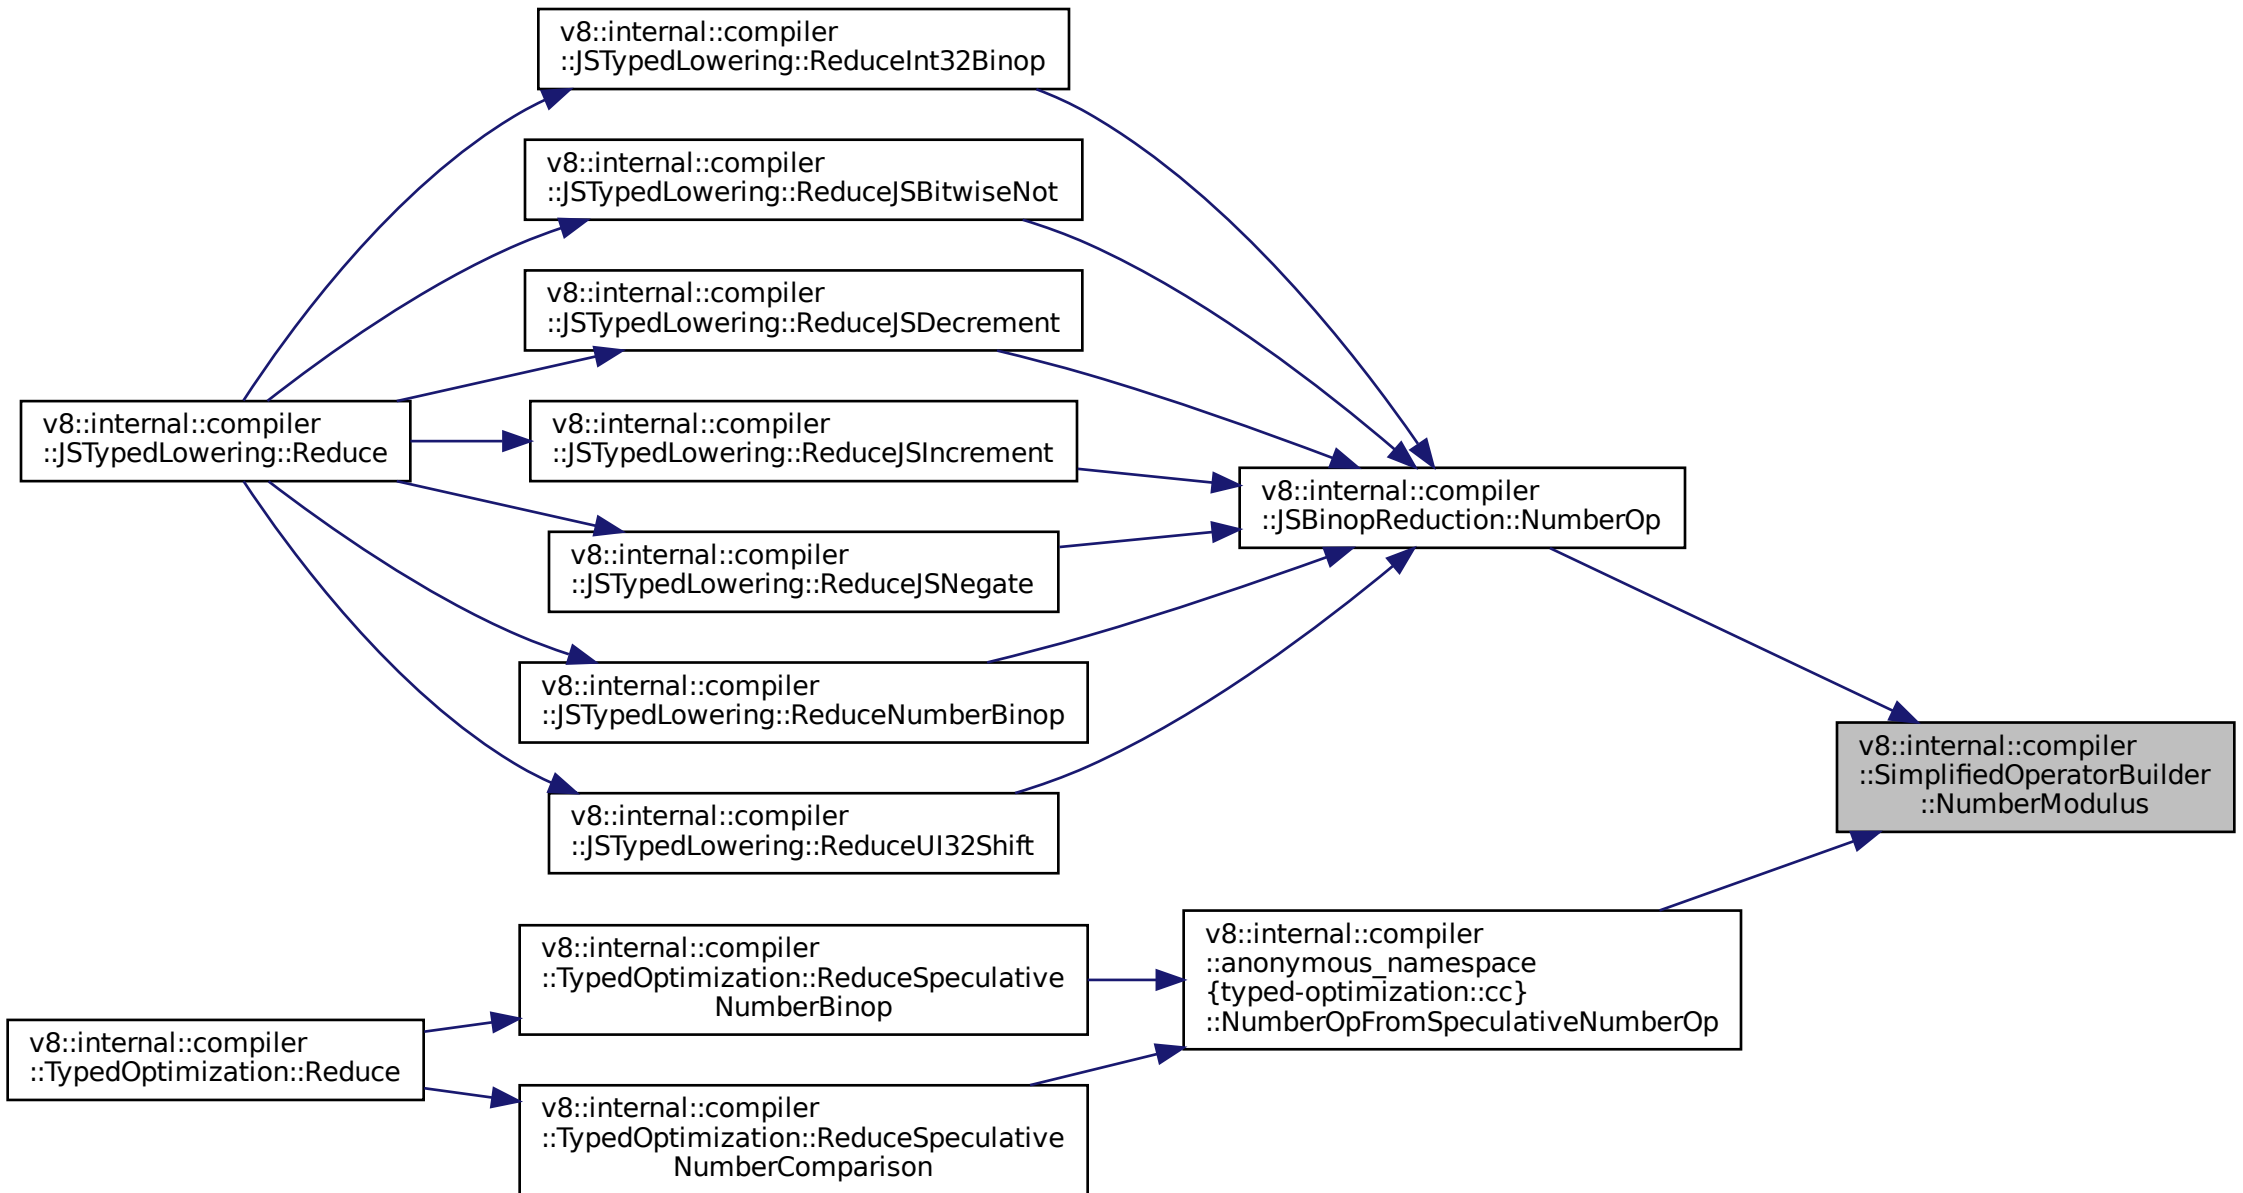 v8::internal::compiler
::JSTypedLowering::ReduceInt32Binop
v8::internal::compiler
::JSTypedLowering::ReduceJSBitwiseNot
v8::internal::compiler
::JSTypedLowering::ReduceJSDecrement
v8::internal::compiler
::JSTypedLowering::Reduce
v8::internal::compiler
::JSTypedLowering::ReduceJSIncrement
v8::internal::compiler
::JSBinopReduction::NumberOp
v8::internal::compiler
::JSTypedLowering::ReduceJSNegate
v8::internal::compiler
::JSTypedLowering::ReduceNumberBinop
v8::internal::compiler
::SimplifiedOperatorBuilder
::NumberModulus
v8::internal::compiler
::JSTypedLowering::ReduceUI32Shift
v8::internal::compiler
::anonymous_namespace
{typed-optimization::cc}
::NumberOpFromSpeculativeNumberOp
v8::internal::compiler
::TypedOptimization::ReduceSpeculative
NumberBinop
v8::internal::compiler
::TypedOptimization::Reduce
v8::internal::compiler
::TypedOptimization::ReduceSpeculative
NumberComparison